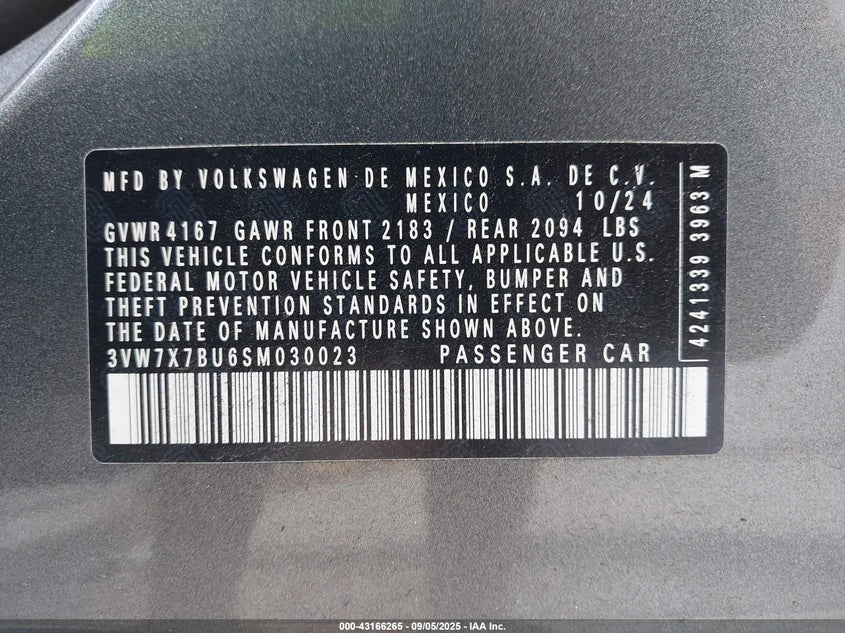 MFD BY VOLKSWAGEN DE MEXICO S.A. DE C.V.
MEXICO 10/24
GVWR 4167 GAWR FRONT 2183 / REAR 2094 LBS
THIS VEHICLE CONFORMS TO ALL APPLICABLE U.S.
FEDERAL MOTOR VEHICLE SAFETY, BUMPER AND
THEFT PREVENTION STANDARDS IN EFFECT ON
THE DATE OF MANUFACTURE SHOWN ABOVE.
3VW7X7BU6SM030023 PASSENGER CAR
4241339 3963 M
000-43166265 - 09/05/2025 - IAA Inc.